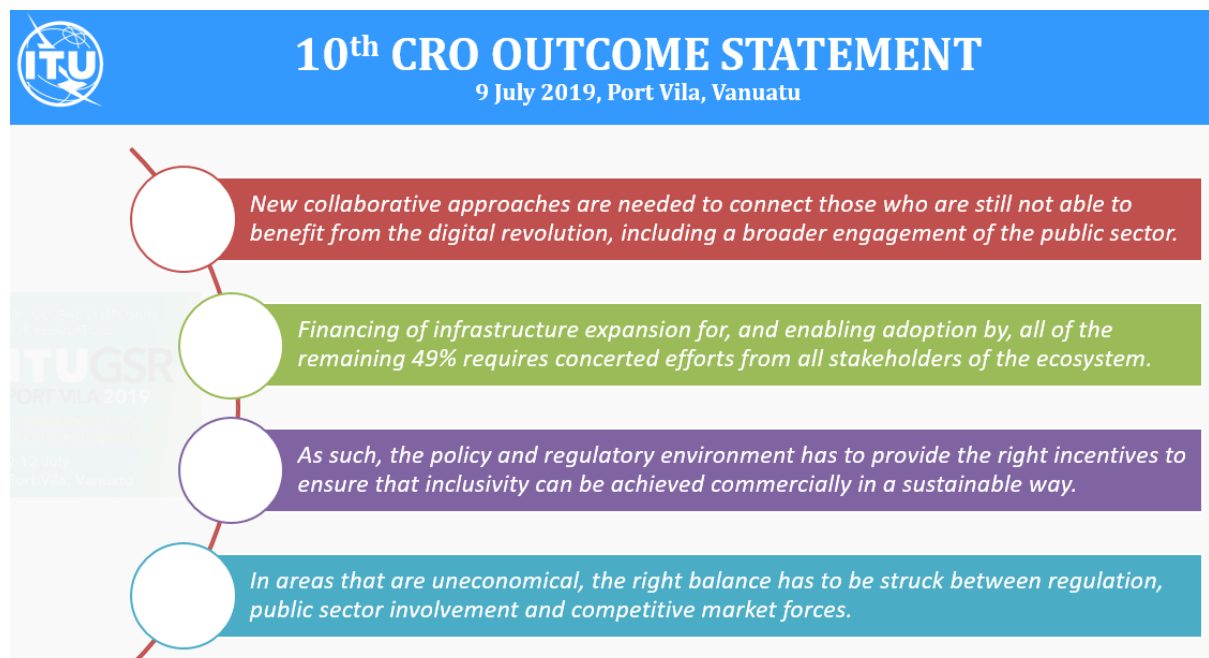 ITU
10th CRO OUTCOME STATEMENT
9 July 2019, Port Vila, Vanuatu
New collaborative approaches are needed to connect those who are still not able to
benefit from the digital revolution, including a broader engagement of the public sector.
Financing of infrastructure expansion for, and enabling adoption by, all of the
remaining 49% requires concerted efforts from all stakeholders of the ecosystem.
ITUGSR
PORT VILA 2019
As such, the policy and regulatory environment has to provide the right incentives to
ensure that inclusivity can be achieved commercially in a sustainable way.
12 July
Port Vila,
In areas that are uneconomical, the right balance has to be struck between regulation,
public sector involvement and competitive market forces.